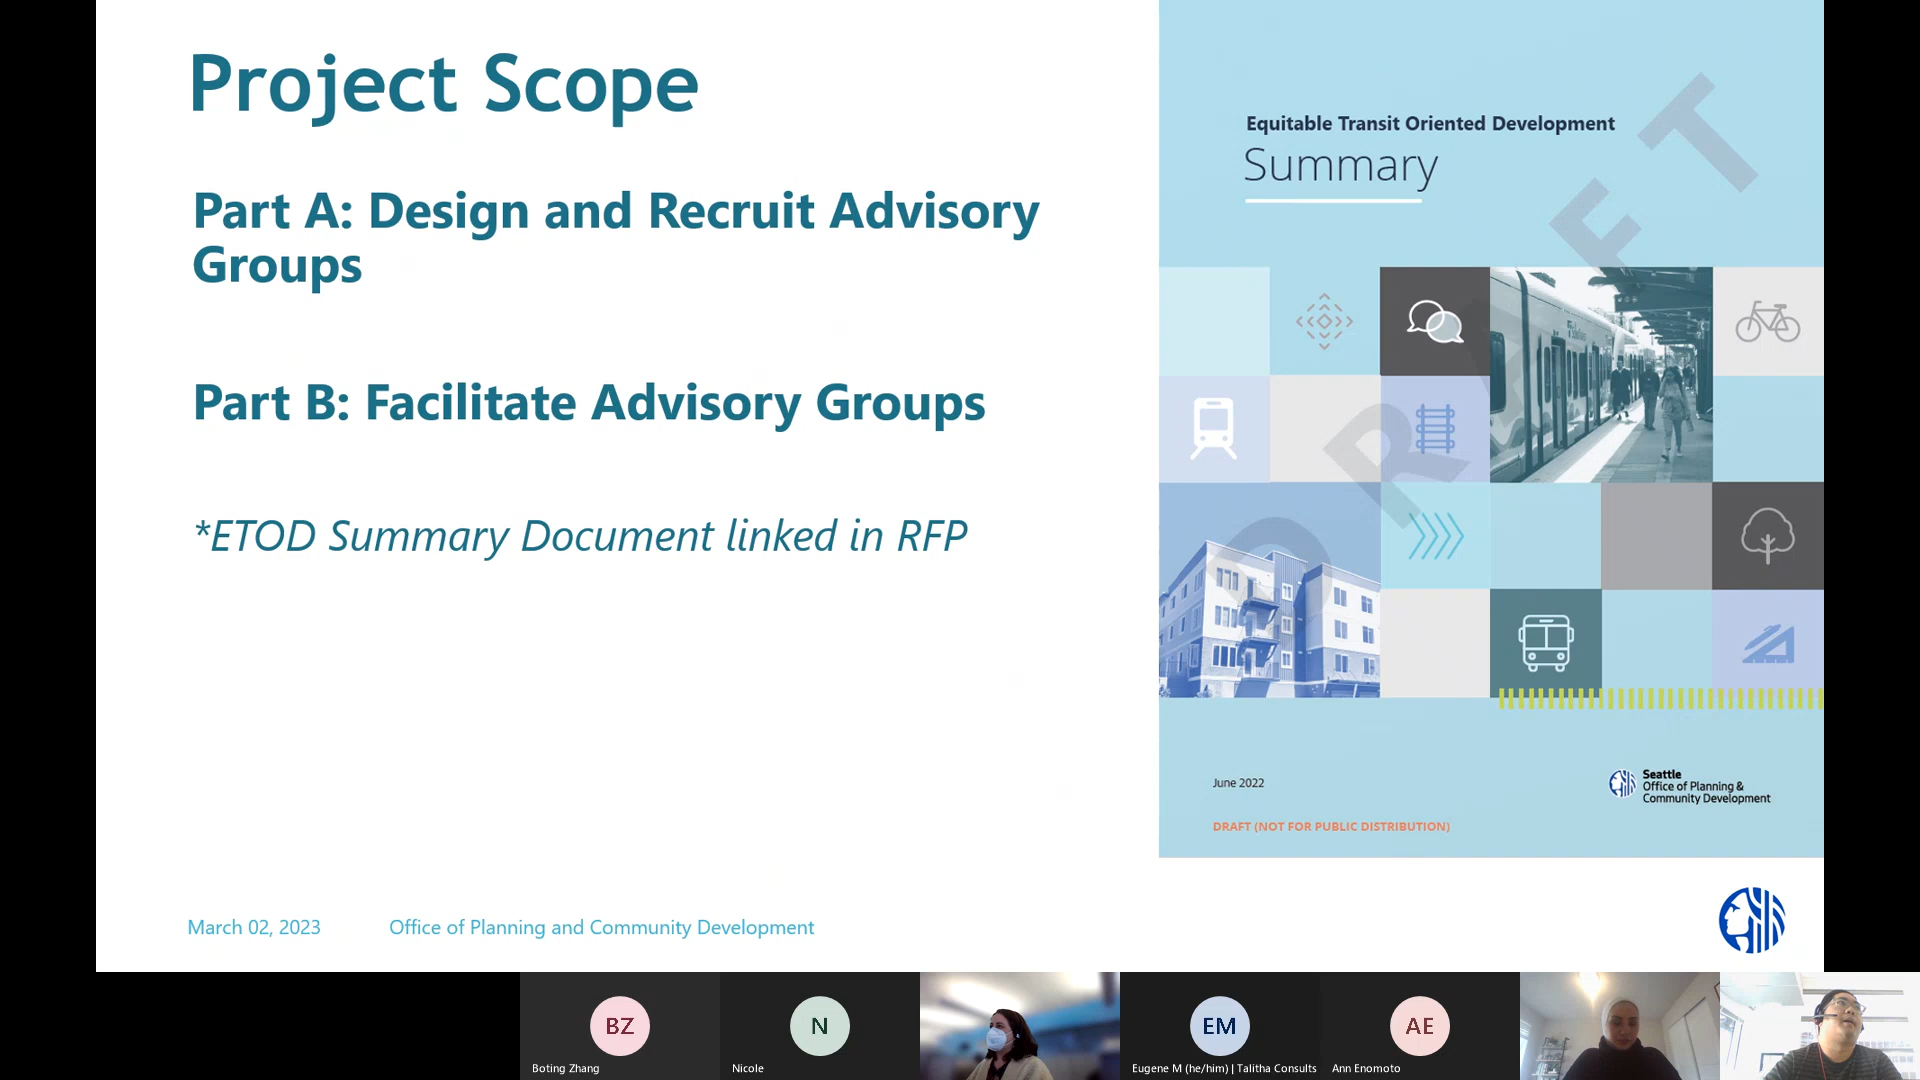 Project Scope
Part A: Design and Recruit Advisory
Groups
Part B: Facilitate Advisory Groups
*ETOD Summary Document linked in RFP
March 02, 2023
Office of Planning and Community Development
Equitable Transit Oriented Development
Summary
DRAFT
June 2022
Seattle
Office of Planning &
Community Development
DRAFT (NOT FOR PUBLIC DISTRIBUTION)
BZ
Boting Zhang
N
Nicole
EM
Eugene M (he/him) | Talitha Consults
AE
Ann Enomoto